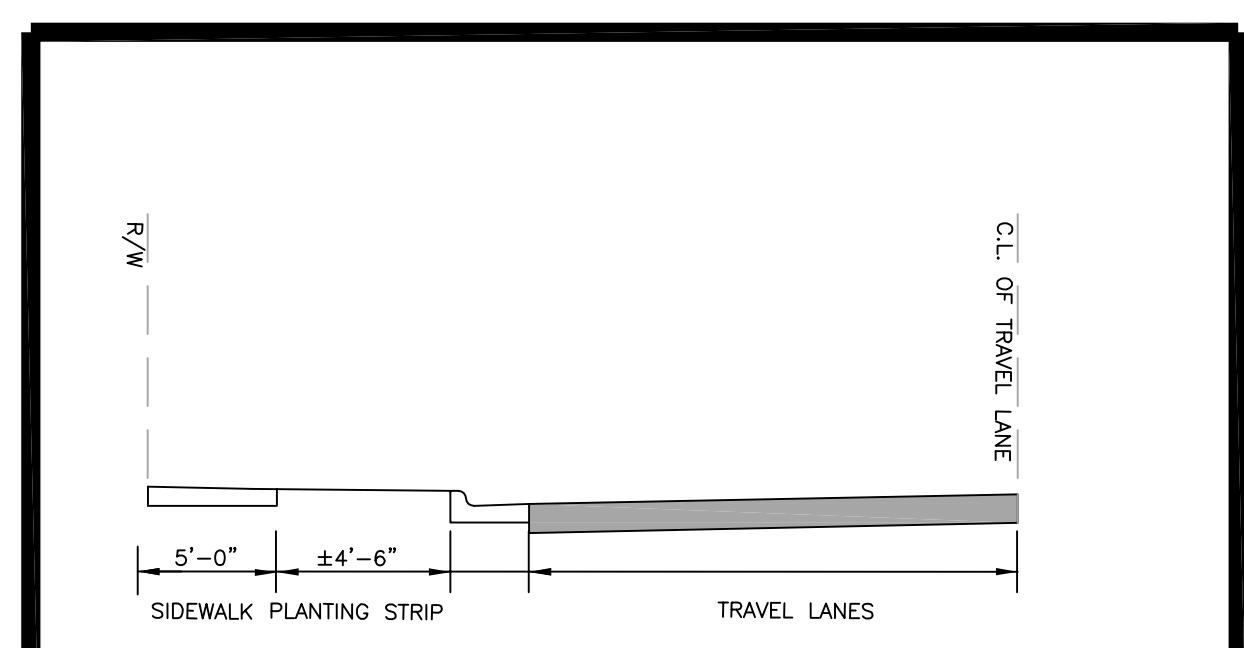 R/W
C.L. OF TRAVEL LANE
5'-0" ±4'-6"
SIDEWALK PLANTING STRIP TRAVEL LANES